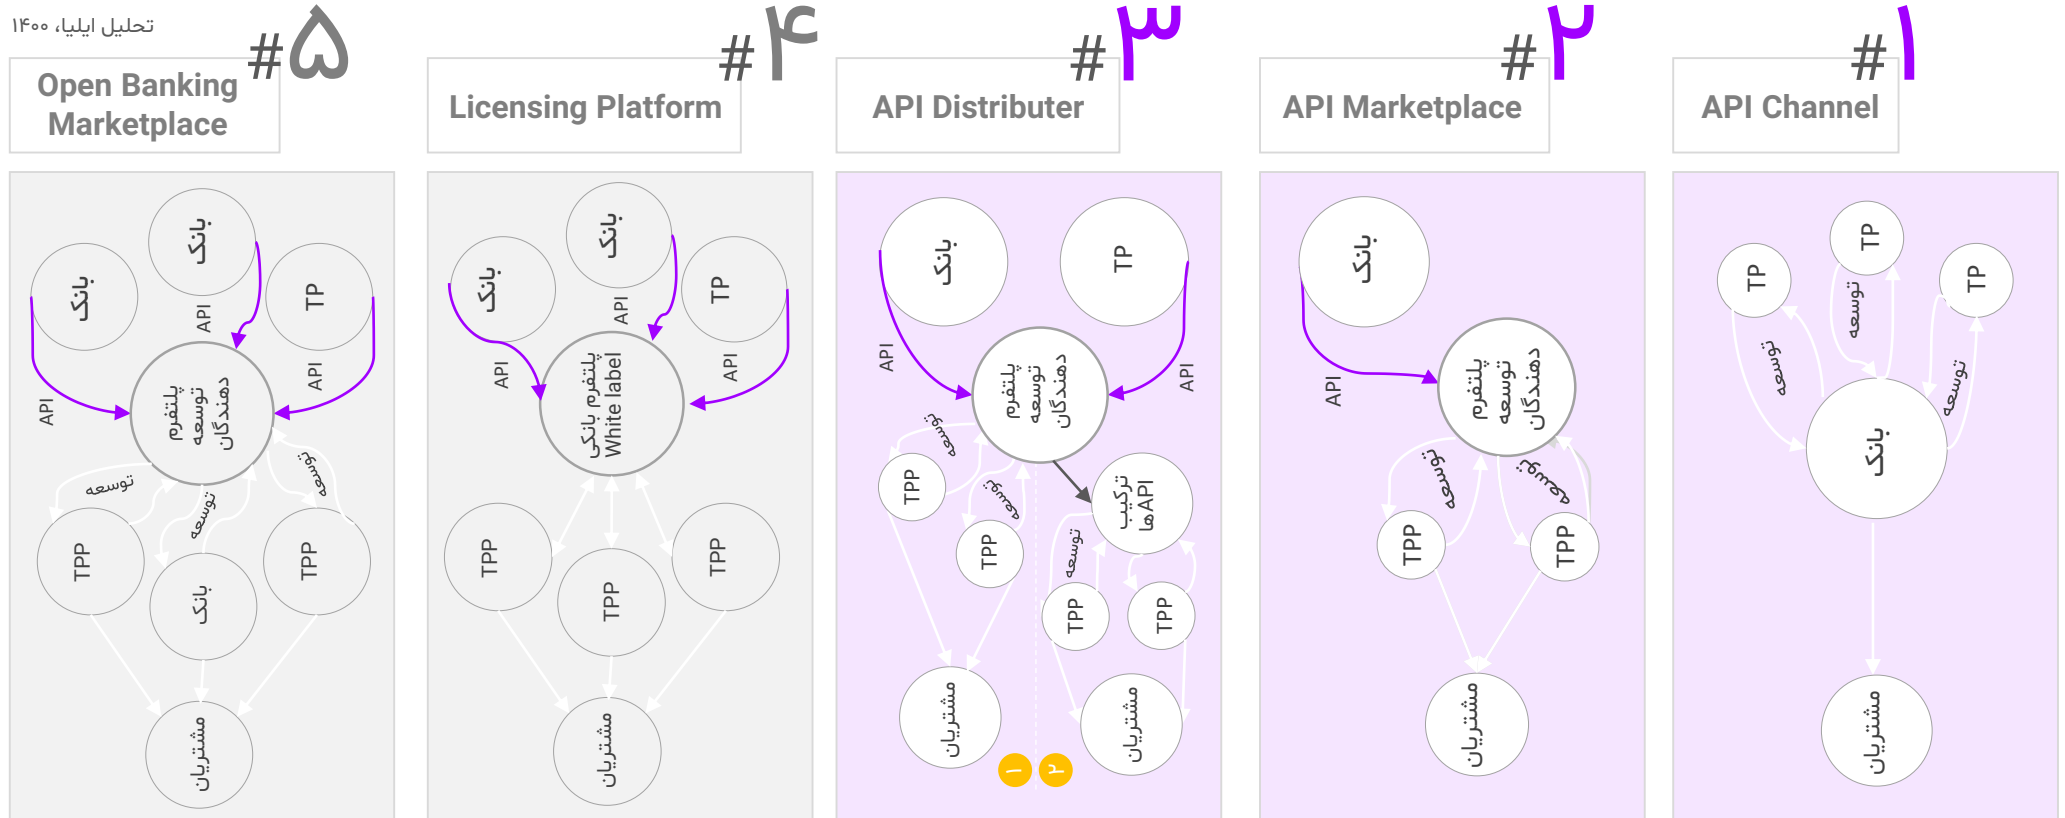 تحلیل ایلیا، ۱۴۰۰
#۱
API Channel
TP
TP
TP
توسعه
توسعه
توسعه
بانک
مشتریان
#۲
API Marketplace
بانک
API
پلتفرم
توسعه
دهندگان
توسعه
توسعه
TPP
TPP
مشتریان
#۳
API Distributer
بانک
TP
API
API
پلتفرم
توسعه
دهندگان
توسعه
توسعه
TPP
TPP
ترکیب
APIها
توسعه
TPP
TPP
مشتریان
مشتریان
۱
۲
#۴
Licensing Platform
بانک
بانک
TP
API
API
API
پلتفرم بانکی
White label
TPP
TPP
TPP
مشتریان
#۵
Open Banking
Marketplace
بانک
بانک
TP
API
API
API
پلتفرم
توسعه
دهندگان
توسعه
توسعه
توسعه
TPP
بانک
TPP
مشتریان